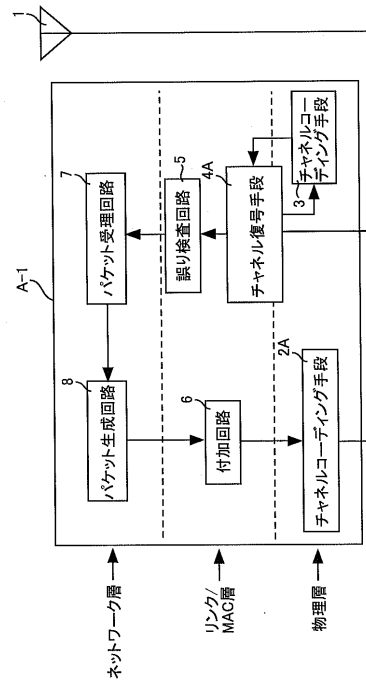 A-1
1
ネットワーク層
8
パケット生成回路
7
パケット受理回路
リンク/
MAC層
6
付加回路
5
誤り検査回路
物理層
2A
チャネルコーディング手段
4A
チャネル復号手段
3
チャネルコー
ディング手段